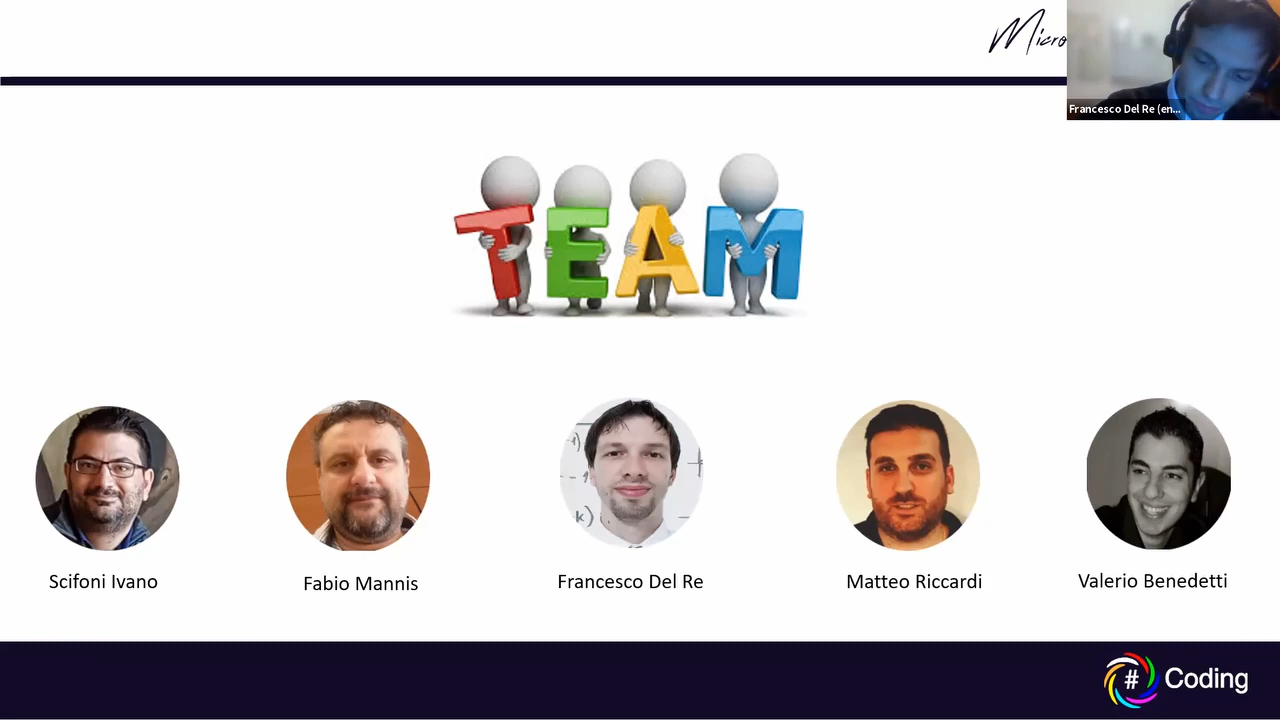 Micro
Francesco Del Re (en...
TEAM
Scifoni Ivano
Fabio Mannis
Francesco Del Re
Matteo Riccardi
Valerio Benedetti
# Coding